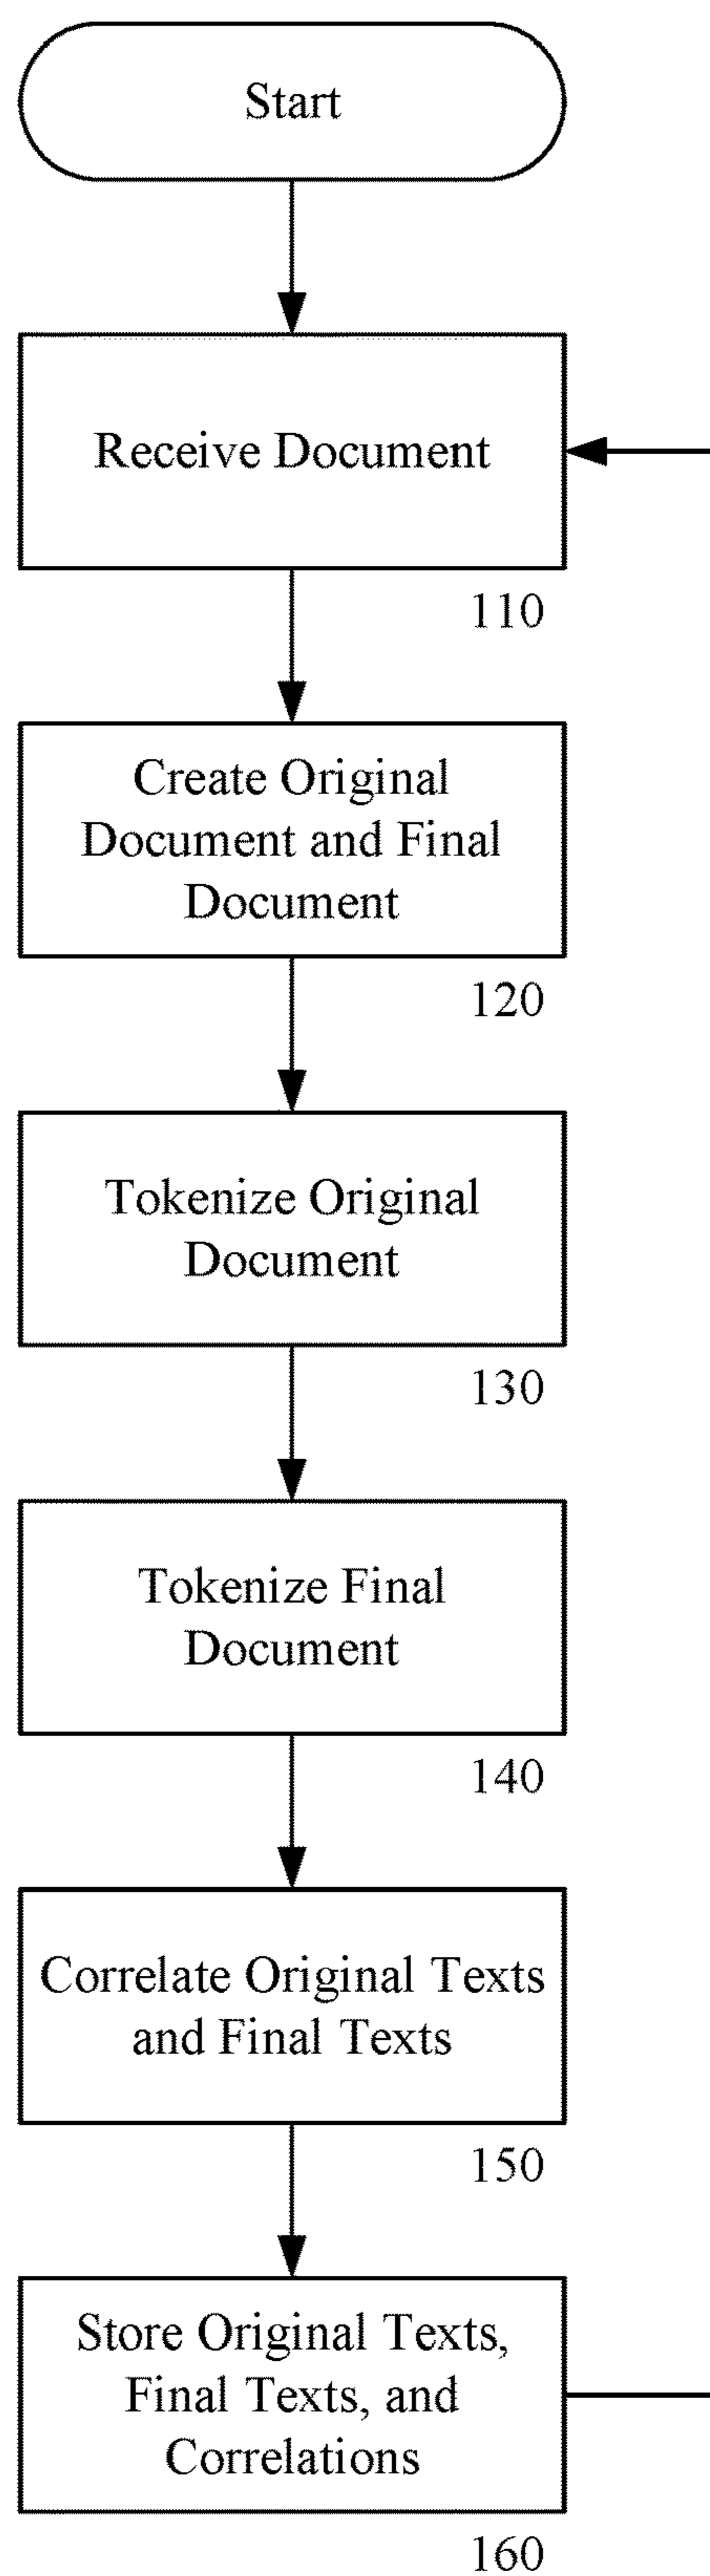 Start
Receive Document
110
Create Original
Document and Final
Document
120
Tokenize Original
Document
130
Tokenize Final
Document
140
Correlate Original Texts
and Final Texts
150
Store Original Texts,
Final Texts, and
Correlations
160